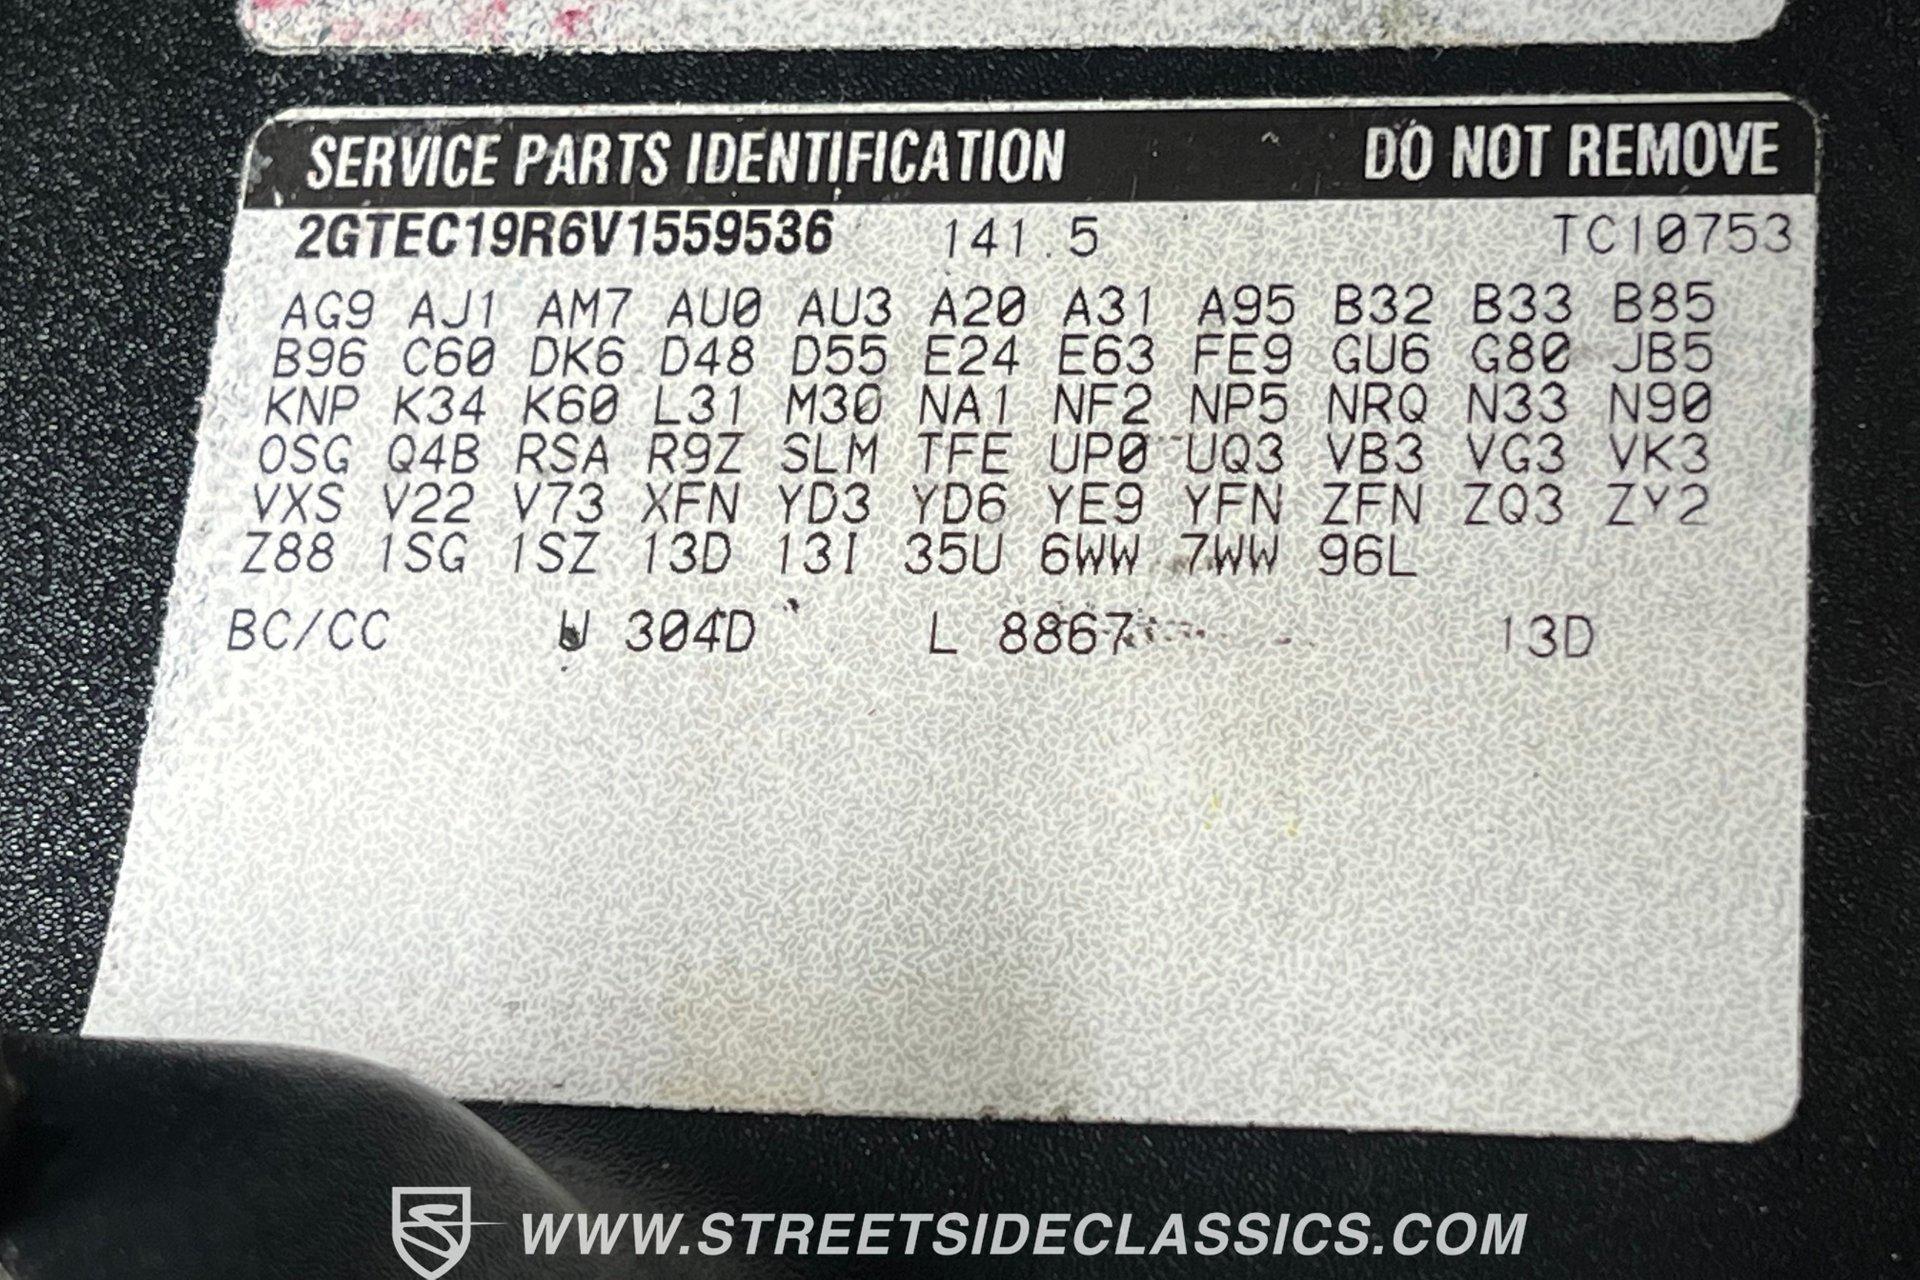 SERVICE PARTS IDENTIFICATION DO NOT REMOVE
2GTEC19R6V1559536 141.5 TC10753
AG9 AJ1 AM7 AU0 AU3 A20 A31 A95 B32 B33 B85
B96 C60 DK6 D48 D55 E24 E63 FE9 GU6 G80 JB5
KNP K34 K60 L31 M30 NA1 NF2 NP5 NRQ N33 N90
OSG Q4B RSA R9Z SLM TFE UP0 UQ3 VB3 VG3 VK3
VXS V22 V73 XFN YD3 YD6 YE9 YFN ZFN ZQ3 ZY2
Z88 1SG 1SZ 13D 13I 35U 6WW 7WW 96L
BC/CC U 304D L 8867 13D
WWW.STREETSIDECLASSICS.COM